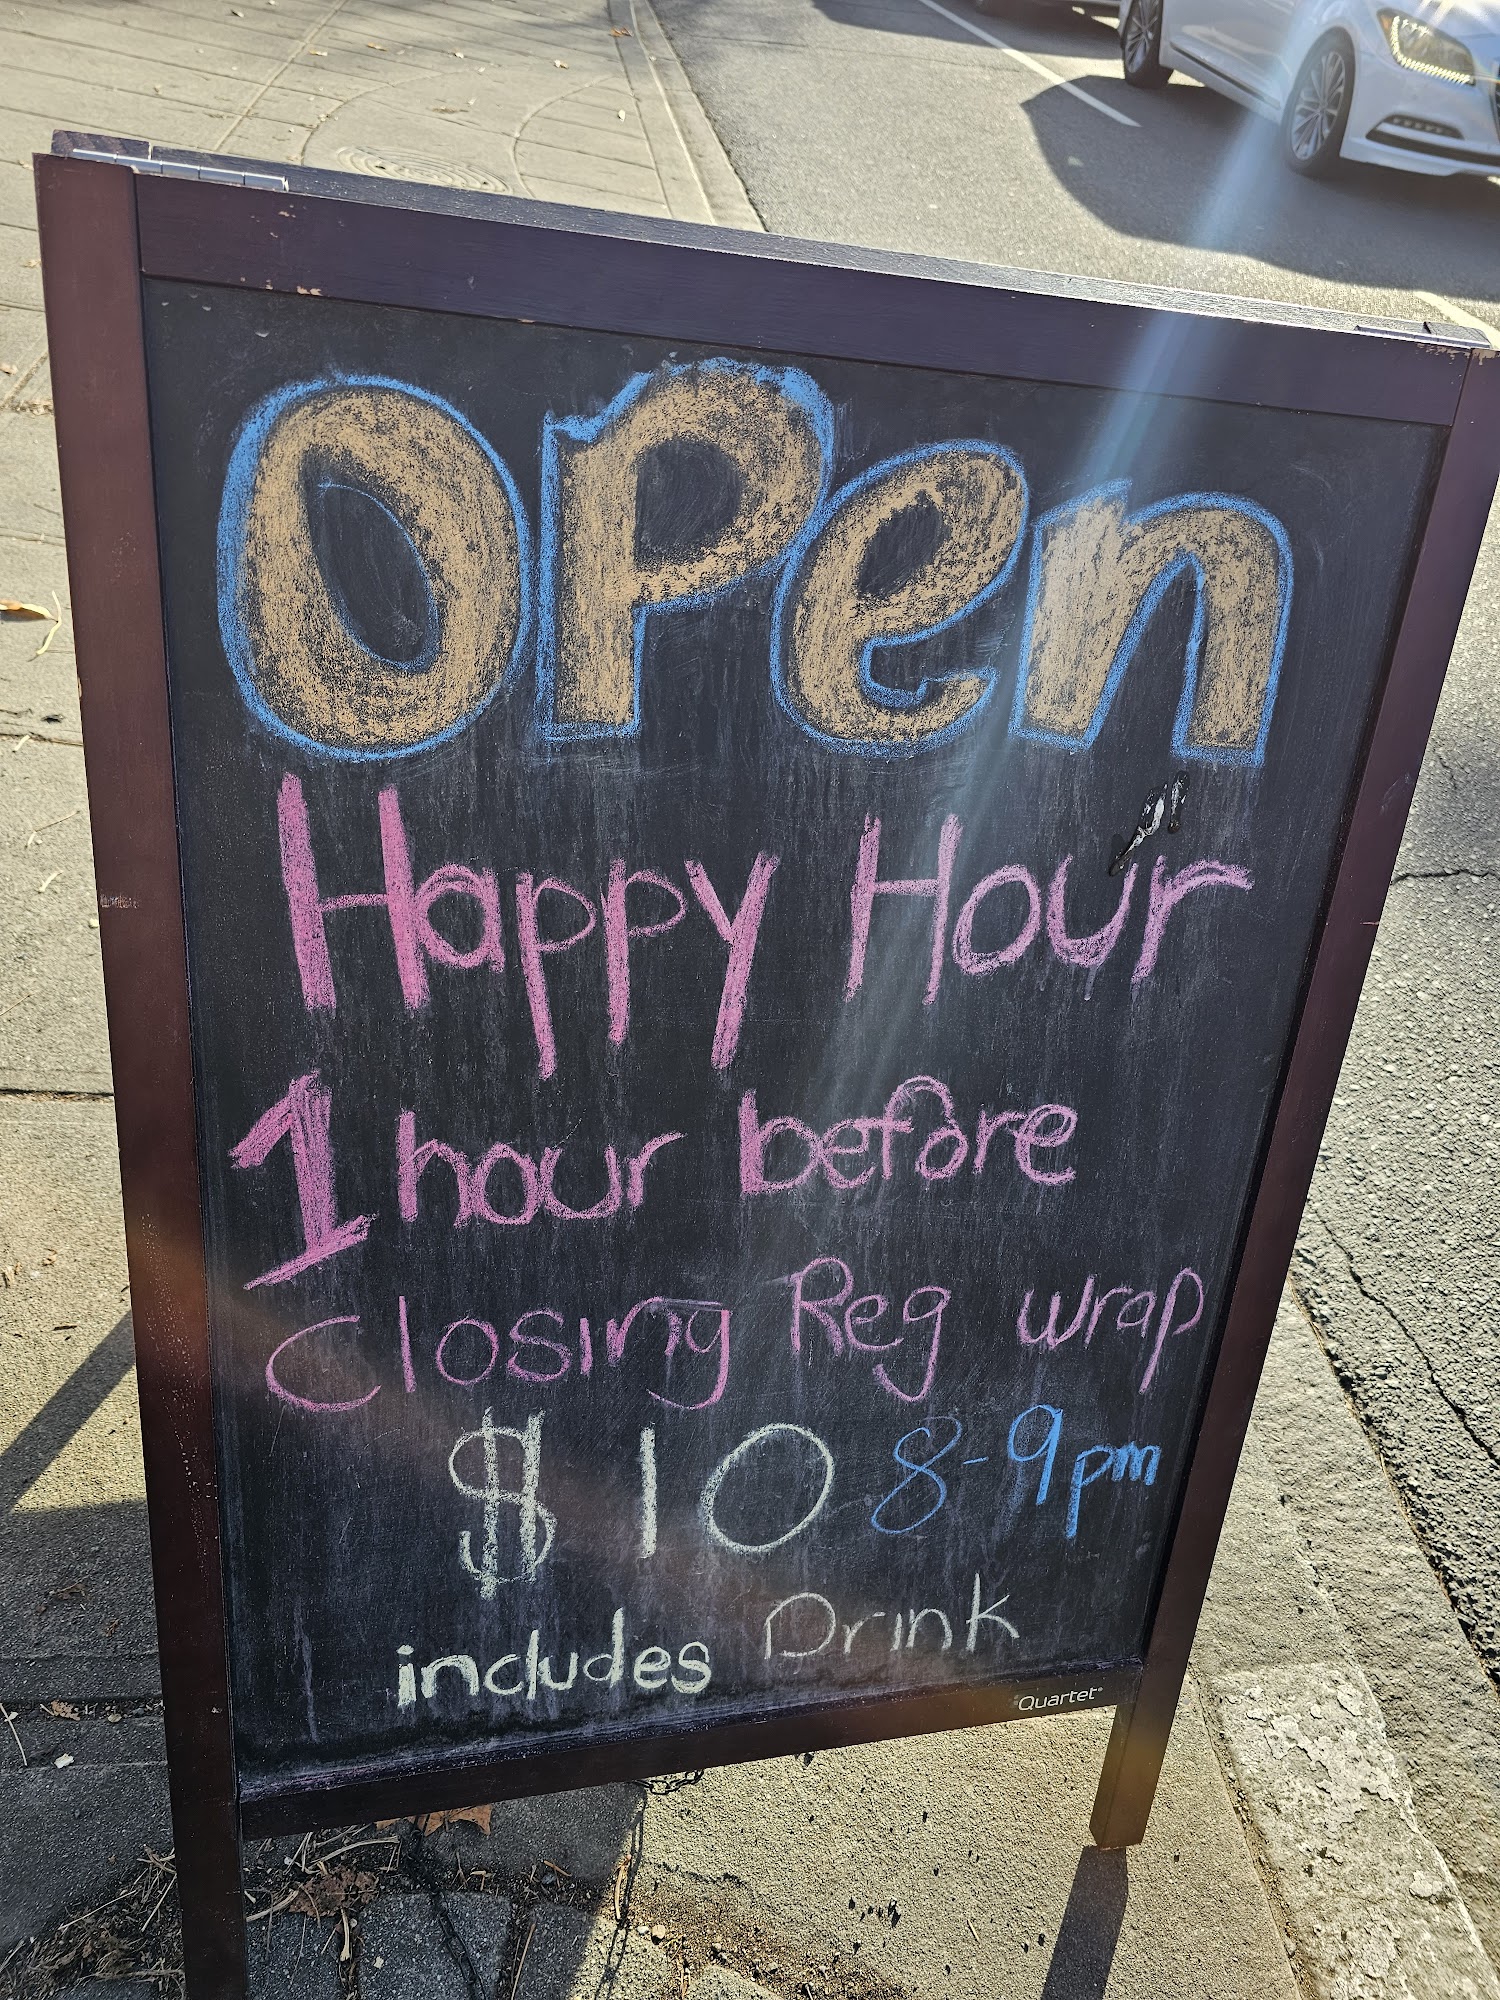 OPen
Happy Hour
1 hour before
Closing Reg wrap
$10 8-9pm
includes Drink
Quartet